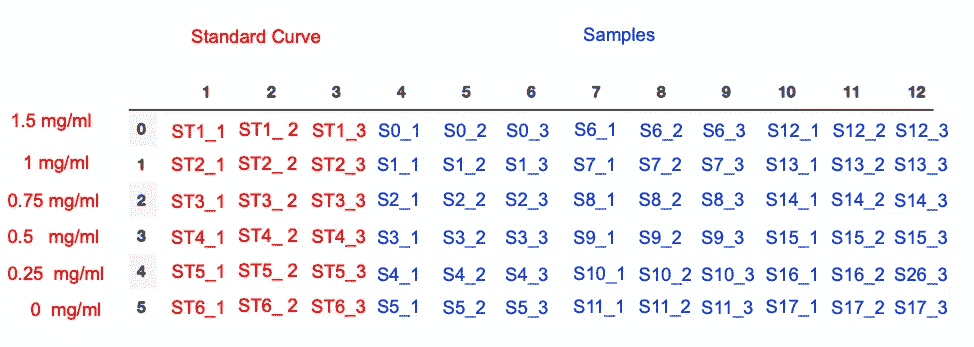 Standard Curve Samples
1 2 3 4 5 6 7 8 9 10 11 12
1.5 mg/ml 0 ST1_1 ST1_ 2 ST1_3 S0_1 S0_2 S0_3 S6_1 S6_2 S6_3 S12_1 S12_2 S12_3
1 mg/ml 1 ST2_1 ST2_ 2 ST2_3 S1_1 S1_2 S1_3 S7_1 S7_2 S7_3 S13_1 S13_2 S13_3
0.75 mg/ml 2 ST3_1 ST3_ 2 ST3_3 S2_1 S2_2 S2_3 S8_1 S8_2 S8_3 S14_1 S14_2 S14_3
0.5 mg/ml 3 ST4_1 ST4_ 2 ST4_3 S3_1 S3_2 S3_3 S9_1 S9_2 S9_3 S15_1 S15_2 S15_3
0.25 mg/ml 4 ST5_1 ST5_ 2 ST5_3 S4_1 S4_2 S4_3 S10_1 S10_2 S10_3 S16_1 S16_2 S26_3
0 mg/ml 5 ST6_1 ST6_ 2 ST6_3 S5_1 S5_2 S5_3 S11_1 S11_2 S11_3 S17_1 S17_2 S17_3